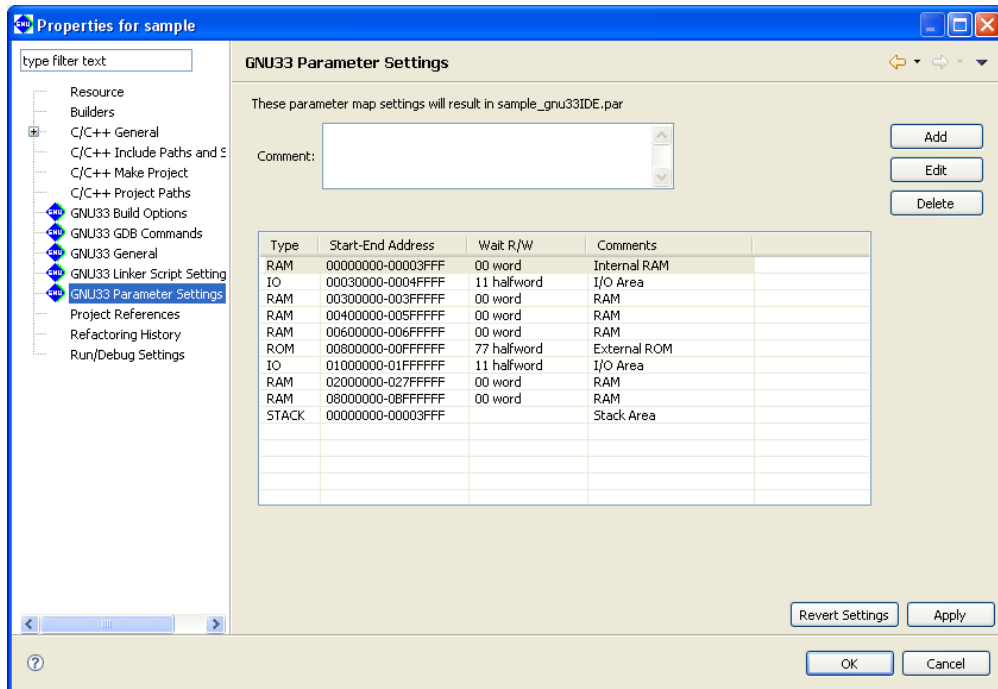 Properties for sample
type filter text
Resource
Builders
C/C++ General
C/C++ Include Paths and S
C/C++ Make Project
C/C++ Project Paths
GNU33 Build Options
GNU33 GDB Commands
GNU33 General
GNU33 Linker Script Setting
GNU33 Parameter Settings
Project References
Refactoring History
Run/Debug Settings
GNU33 Parameter Settings
These parameter map settings will result in sample_gnu33IDE.par
Comment:
Add
Edit
Delete
Type Start-End Address Wait R/W Comments
RAM 00000000-00003FFF 00 word Internal RAM
IO 00030000-0004FFFF 11 halfword I/O Area
RAM 00300000-003FFFFF 00 word RAM
RAM 00400000-005FFFFF 00 word RAM
RAM 00600000-006FFFFF 00 word RAM
ROM 00800000-00FFFFFF 77 halfword External ROM
IO 01000000-01FFFFFF 11 halfword I/O Area
RAM 02000000-027FFFFF 00 word RAM
RAM 08000000-0BFFFFFF 00 word RAM
STACK 00000000-00003FFF Stack Area
Revert Settings
Apply
OK
Cancel